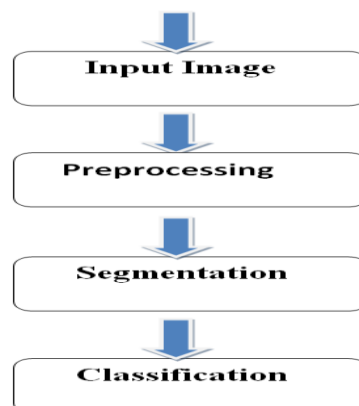 Input Image
Preprocessing
Segmentation
Classification